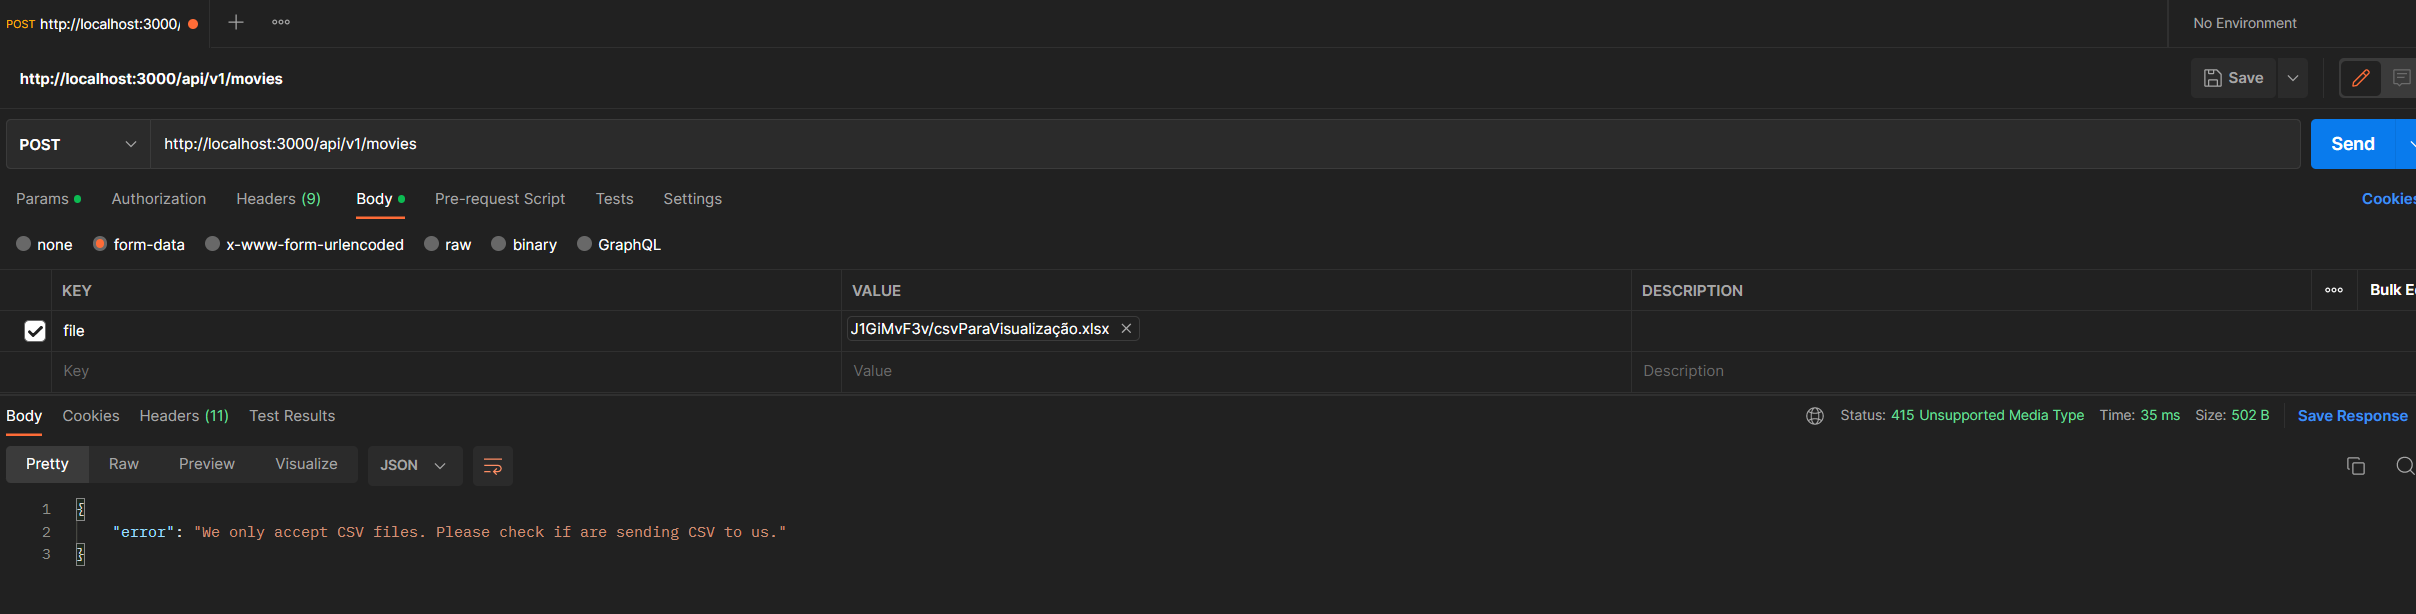 POST http://localhost:3000/
No Environment
http://localhost:3000/api/v1/movies
Save
POST http://localhost:3000/api/v1/movies Send
Params Authorization Headers (9) Body Pre-request Script Tests Settings Cookies
none form-data x-www-form-urlencoded raw binary GraphQL
KEY VALUE DESCRIPTION Bulk E
file J1GiMvF3v/csvParaVisualização.xlsx
Key Value Description
Body Cookies Headers (11) Test Results Status: 415 Unsupported Media Type Time: 35 ms Size: 502 B Save Response
Pretty Raw Preview Visualize JSON
1 {
2 "error": "We only accept CSV files. Please check if are sending CSV to us."
3 }